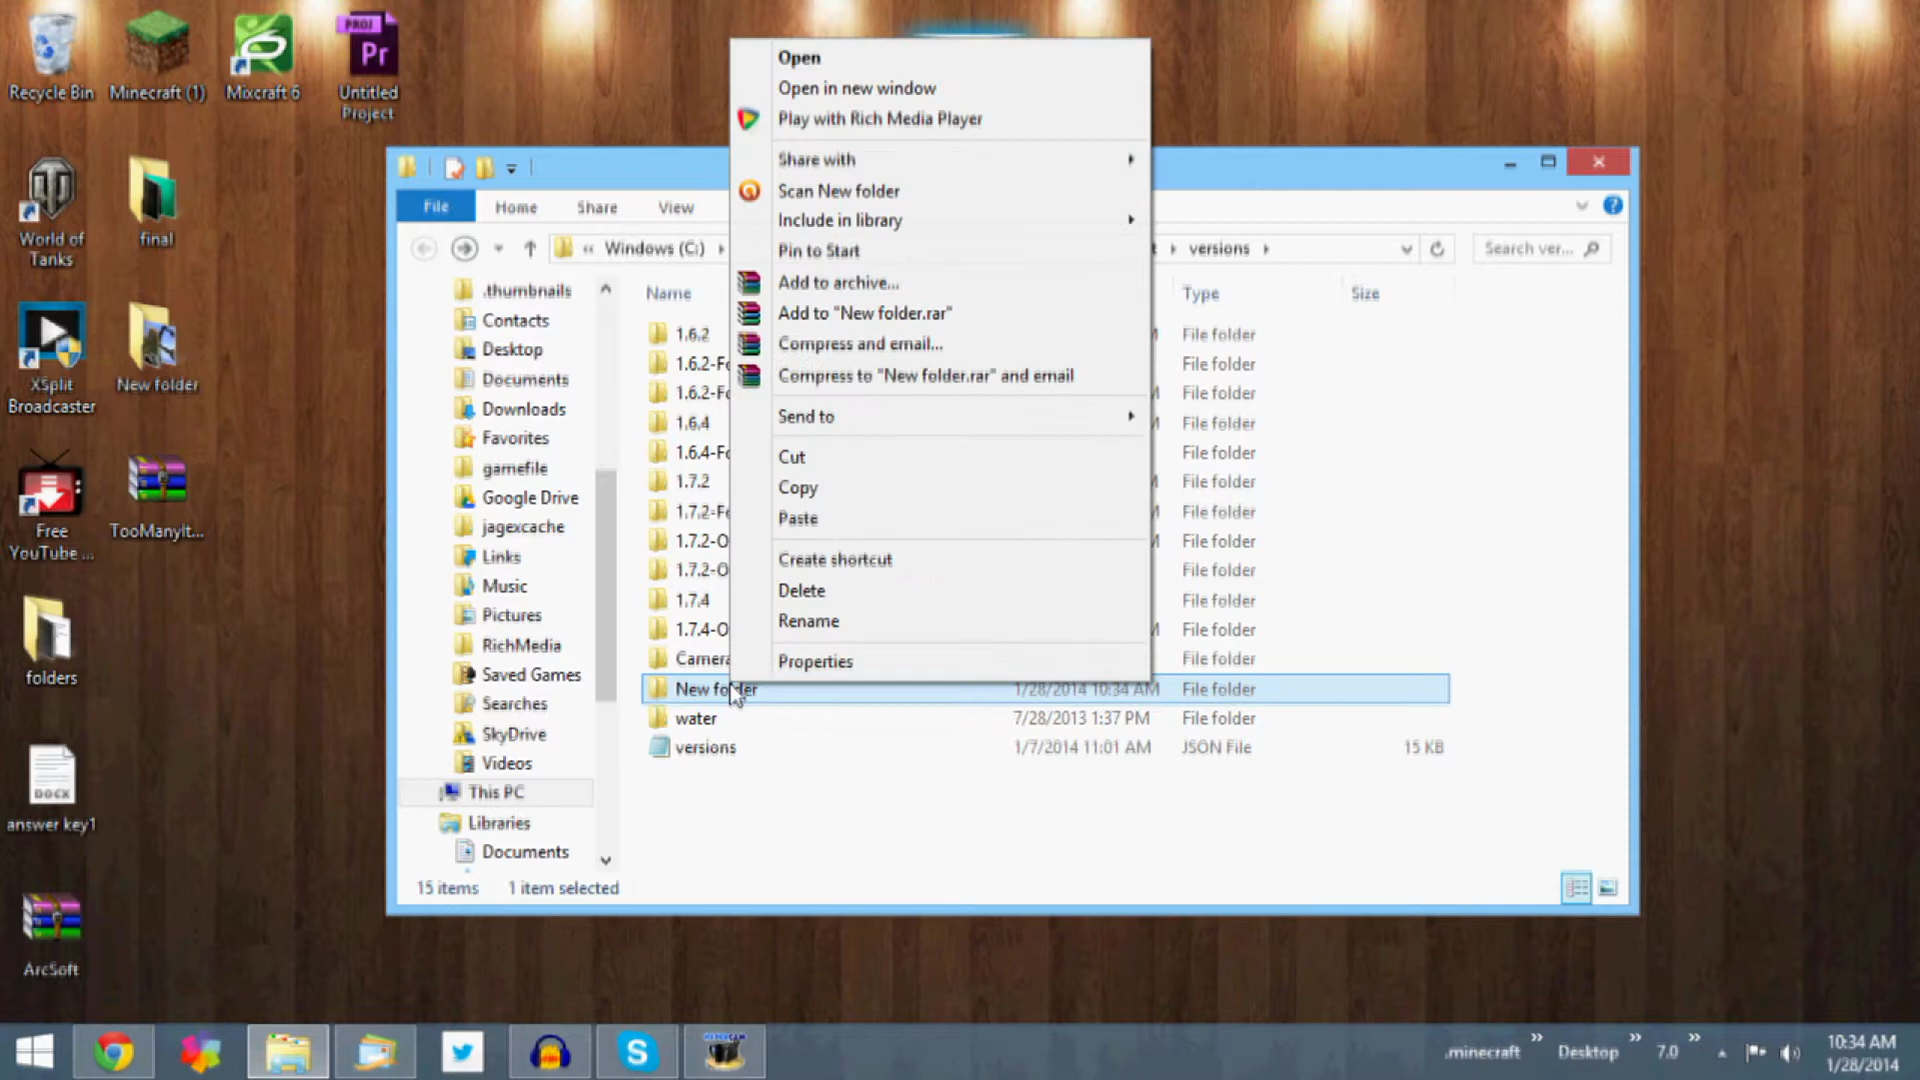 Recycle Bin
Minecraft (1)
Mixcraft 6
PROJ
Pr
Untitled
Project
World of
Tanks
final
XSplit
Broadcaster
New folder
Free
YouTube ...
TooManyIt...
folders
DOCX
answer key1
ArcSoft
File
Home
Share
View
« Windows (C:)
versions
Search ver...
.thumbnails
Contacts
Desktop
Documents
Downloads
Favorites
gamefile
Google Drive
jagexcache
Links
Music
Pictures
RichMedia
Saved Games
Searches
SkyDrive
Videos
This PC
Libraries
Documents
Name
Type
Size
1.6.2
File folder
1.6.2-Fo
File folder
1.6.2-Fo
File folder
1.6.4
File folder
1.6.4-Fo
File folder
1.7.2
File folder
1.7.2-Fo
File folder
1.7.2-O
File folder
1.7.2-O
File folder
1.7.4
File folder
1.7.4-O
File folder
Camera
File folder
New folder
1/28/2014 10:34 AM
File folder
water
7/28/2013 1:37 PM
File folder
versions
1/7/2014 11:01 AM
JSON File
15 KB
15 items
1 item selected
Open
Open in new window
Play with Rich Media Player
Share with
Scan New folder
Include in library
Pin to Start
Add to archive...
Add to "New folder.rar"
Compress and email...
Compress to "New folder.rar" and email
Send to
Cut
Copy
Paste
Create shortcut
Delete
Rename
Properties
.minecraft
Desktop
7.0
10:34 AM
1/28/2014